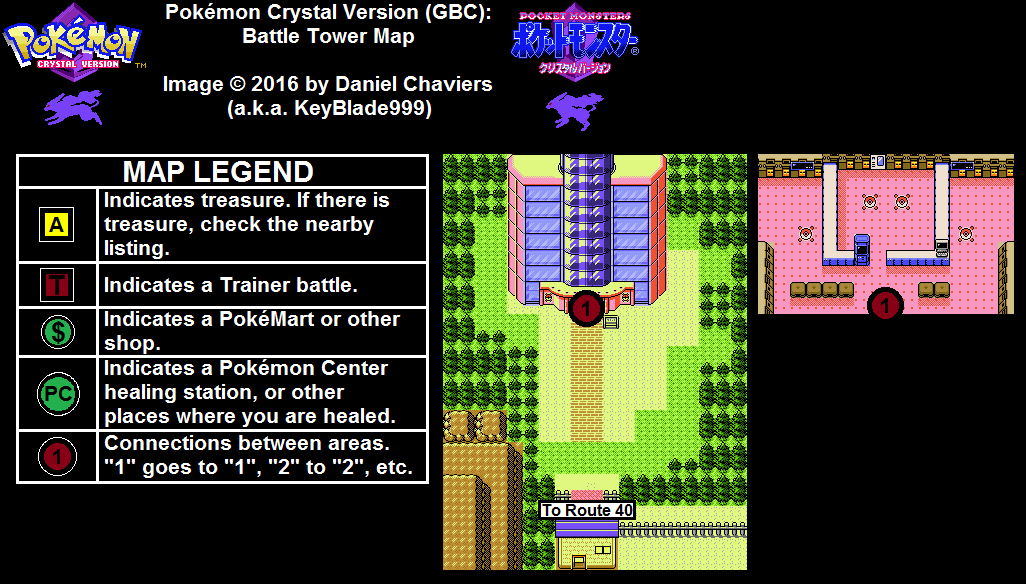 Pokémon Crystal Version (GBC):
Battle Tower Map
Image © 2016 by Daniel Chaviers
(a.k.a. KeyBlade999)
POKéMON
CRYSTAL VERSION
TM
POCKET MONSTERS
ポケットモンスター
®
クリスタルバージョン
MAP LEGEND
A
Indicates treasure. If there is
treasure, check the nearby
listing.
T
Indicates a Trainer battle.
$
Indicates a PokéMart or other
shop.
PC
Indicates a Pokémon Center
healing station, or other
places where you are healed.
1
Connections between areas.
"1" goes to "1", "2" to "2", etc.
1
1
To Route 40